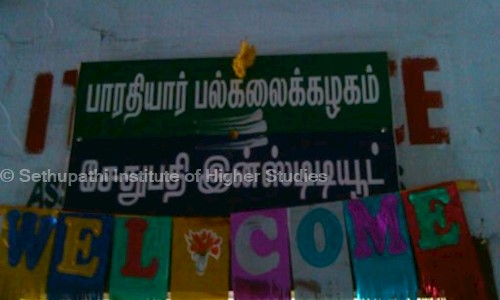 பாரதியார் பல்கலைக்கழகம்
© Sethupathi Institute of Higher Studies
சேதுபதி இன்ஸ்டிடியூட்
WELCOME